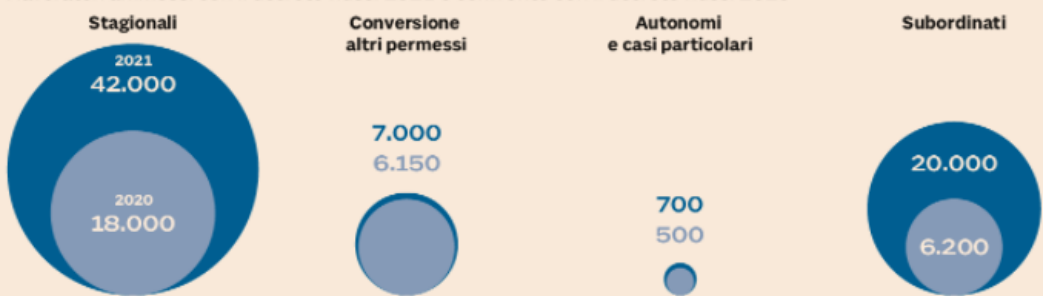 Stagionali
2021
42.000
2020
18.000
Conversione
altri permessi
7.000
6.150
Autonomi
e casi particolari
700
500
Subordinati
20.000
6.200